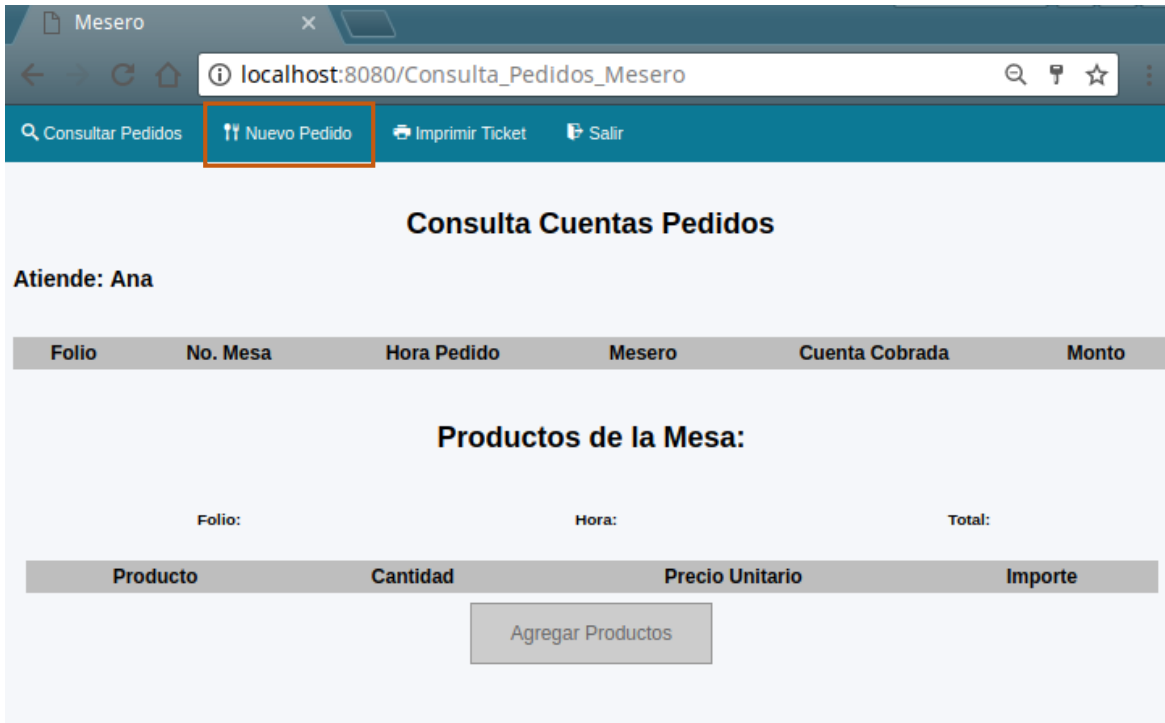 Mesero
localhost:8080/Consulta_Pedidos_Mesero
Consultar Pedidos Nuevo Pedido Imprimir Ticket Salir
Consulta Cuentas Pedidos
Atiende: Ana
Folio No. Mesa Hora Pedido Mesero Cuenta Cobrada Monto
Productos de la Mesa:
Folio: Hora: Total:
Producto Cantidad Precio Unitario Importe
Agregar Productos